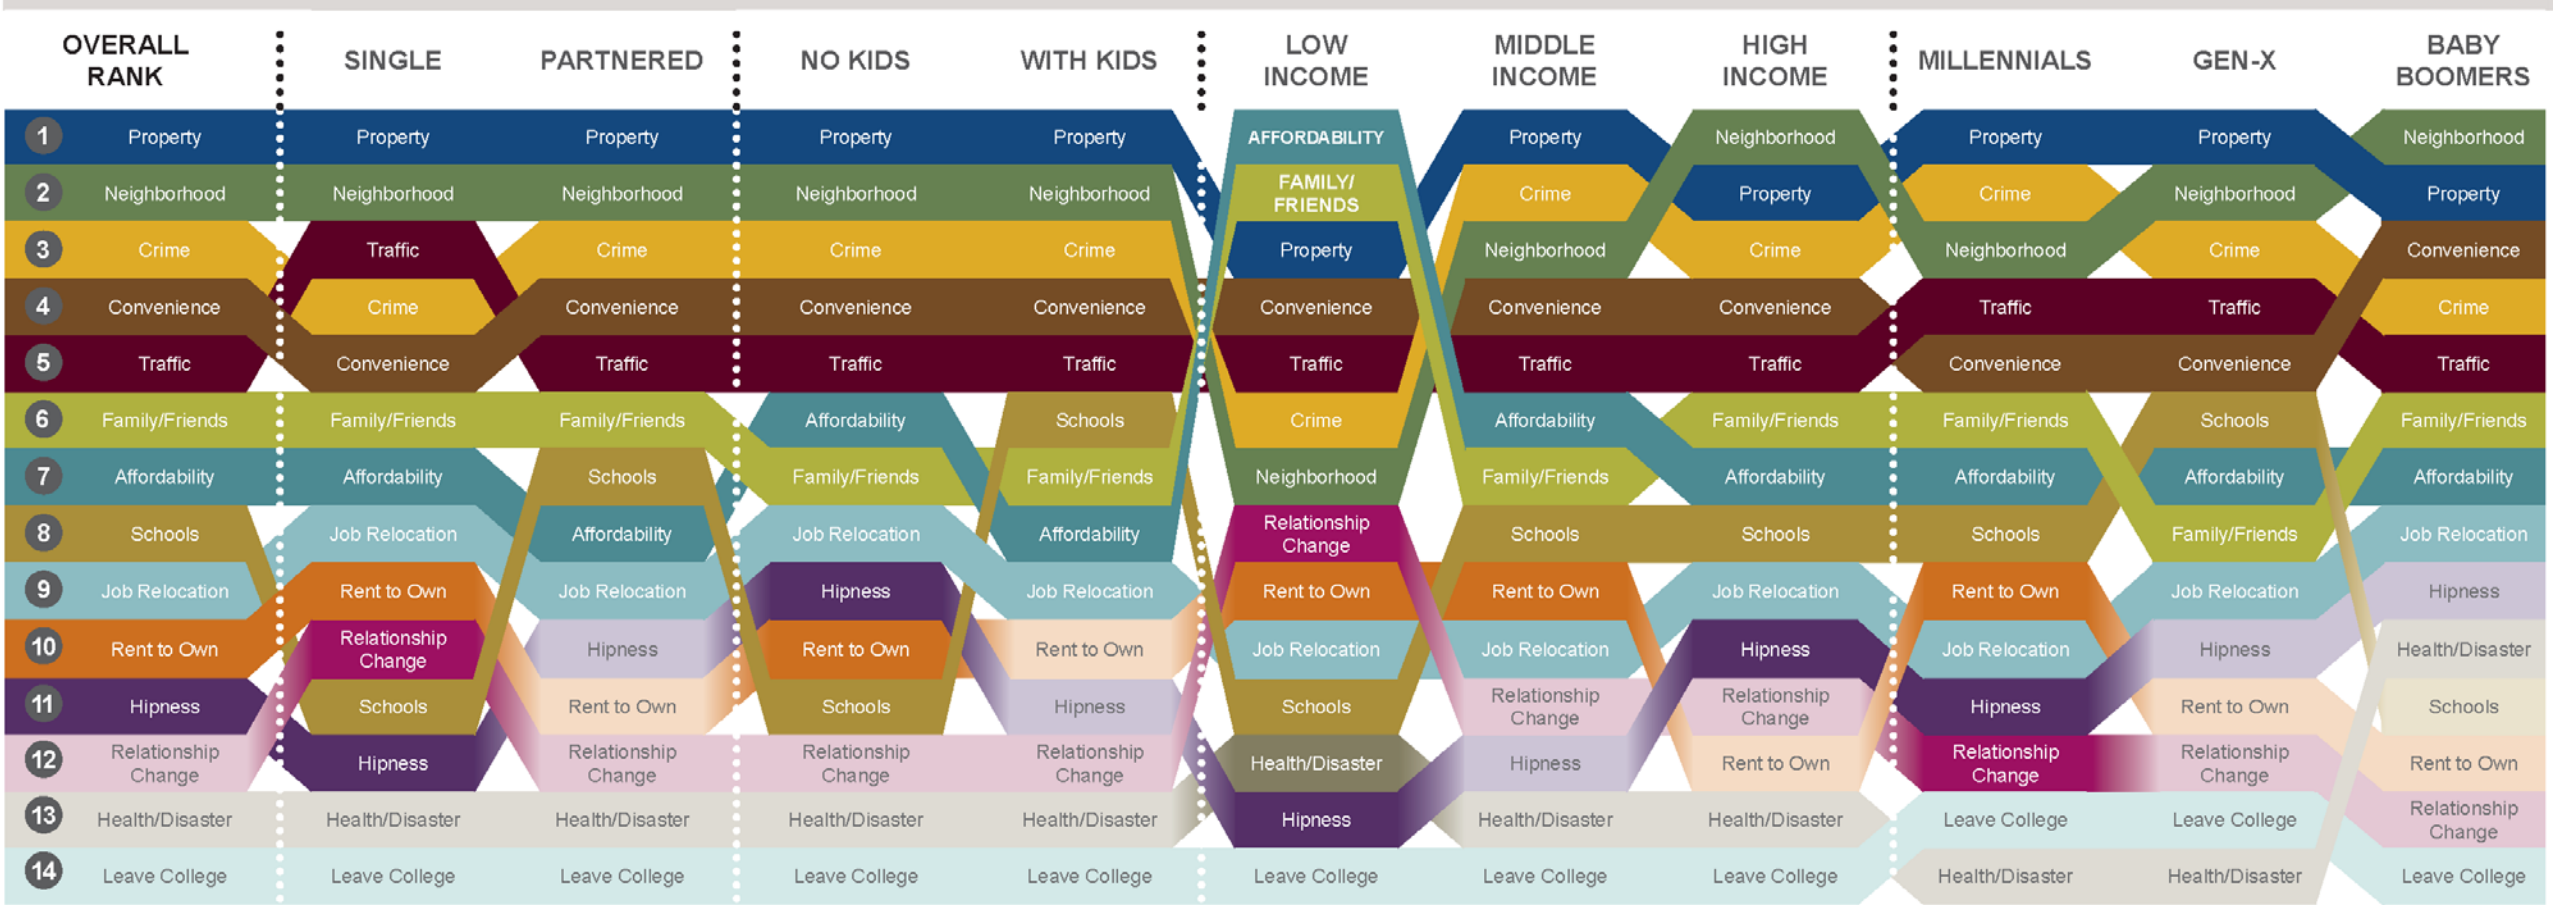 OVERALL RANK
SINGLE
PARTNERED
NO KIDS
WITH KIDS
LOW INCOME
MIDDLE INCOME
HIGH INCOME
MILLENNIALS
GEN-X
BABY BOOMERS
1 Property Property Property Property Property AFFORDABILITY Property Neighborhood Property Property Neighborhood
2 Neighborhood Neighborhood Neighborhood Neighborhood Neighborhood FAMILY/ FRIENDS Crime Property Crime Neighborhood Property
3 Crime Traffic Crime Crime Crime Property Neighborhood Crime Neighborhood Crime Convenience
4 Convenience Crime Convenience Convenience Convenience Convenience Convenience Convenience Traffic Traffic Crime
5 Traffic Convenience Traffic Traffic Traffic Traffic Traffic Traffic Convenience Convenience Traffic
6 Family/Friends Family/Friends Family/Friends Affordability Schools Crime Affordability Family/Friends Family/Friends Schools Family/Friends
7 Affordability Affordability Schools Family/Friends Family/Friends Neighborhood Family/Friends Affordability Affordability Affordability Affordability
8 Schools Job Relocation Affordability Job Relocation Affordability Relationship Change Schools Schools Schools Family/Friends Job Relocation
9 Job Relocation Rent to Own Job Relocation Hipness Job Relocation Rent to Own Rent to Own Job Relocation Rent to Own Job Relocation Hipness
10 Rent to Own Relationship Change Hipness Rent to Own Rent to Own Job Relocation Job Relocation Hipness Job Relocation Hipness Health/Disaster
11 Hipness Schools Rent to Own Schools Hipness Schools Relationship Change Relationship Change Hipness Rent to Own Schools
12 Relationship Change Hipness Relationship Change Relationship Change Relationship Change Health/Disaster Hipness Rent to Own Relationship Change Relationship Change Rent to Own
13 Health/Disaster Health/Disaster Health/Disaster Health/Disaster Health/Disaster Hipness Health/Disaster Health/Disaster Leave College Leave College Relationship Change
14 Leave College Leave College Leave College Leave College Leave College Leave College Leave College Leave College Health/Disaster Health/Disaster Leave College